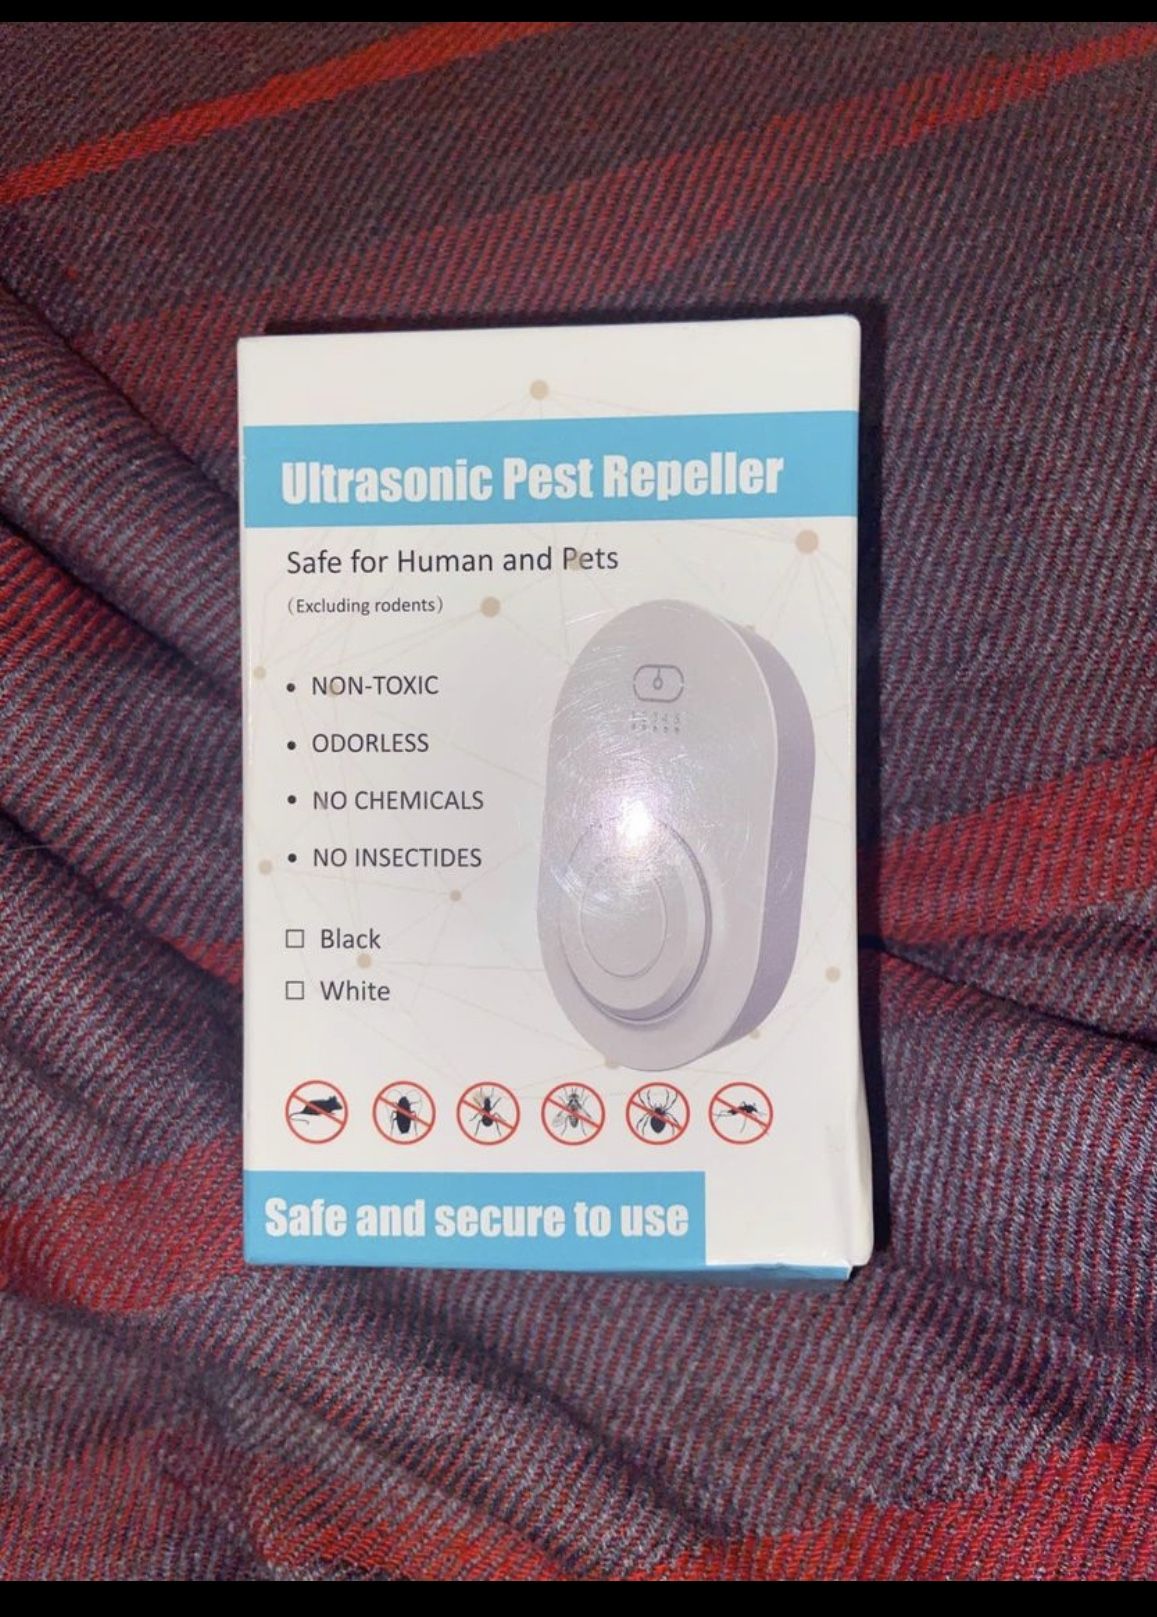 Ultrasonic Pest Repeller
Safe for Human and Pets
(Excluding rodents)
• NON-TOXIC
• ODORLESS
• NO CHEMICALS
• NO INSECTIDES
☐ Black
☐ White
Safe and secure to use